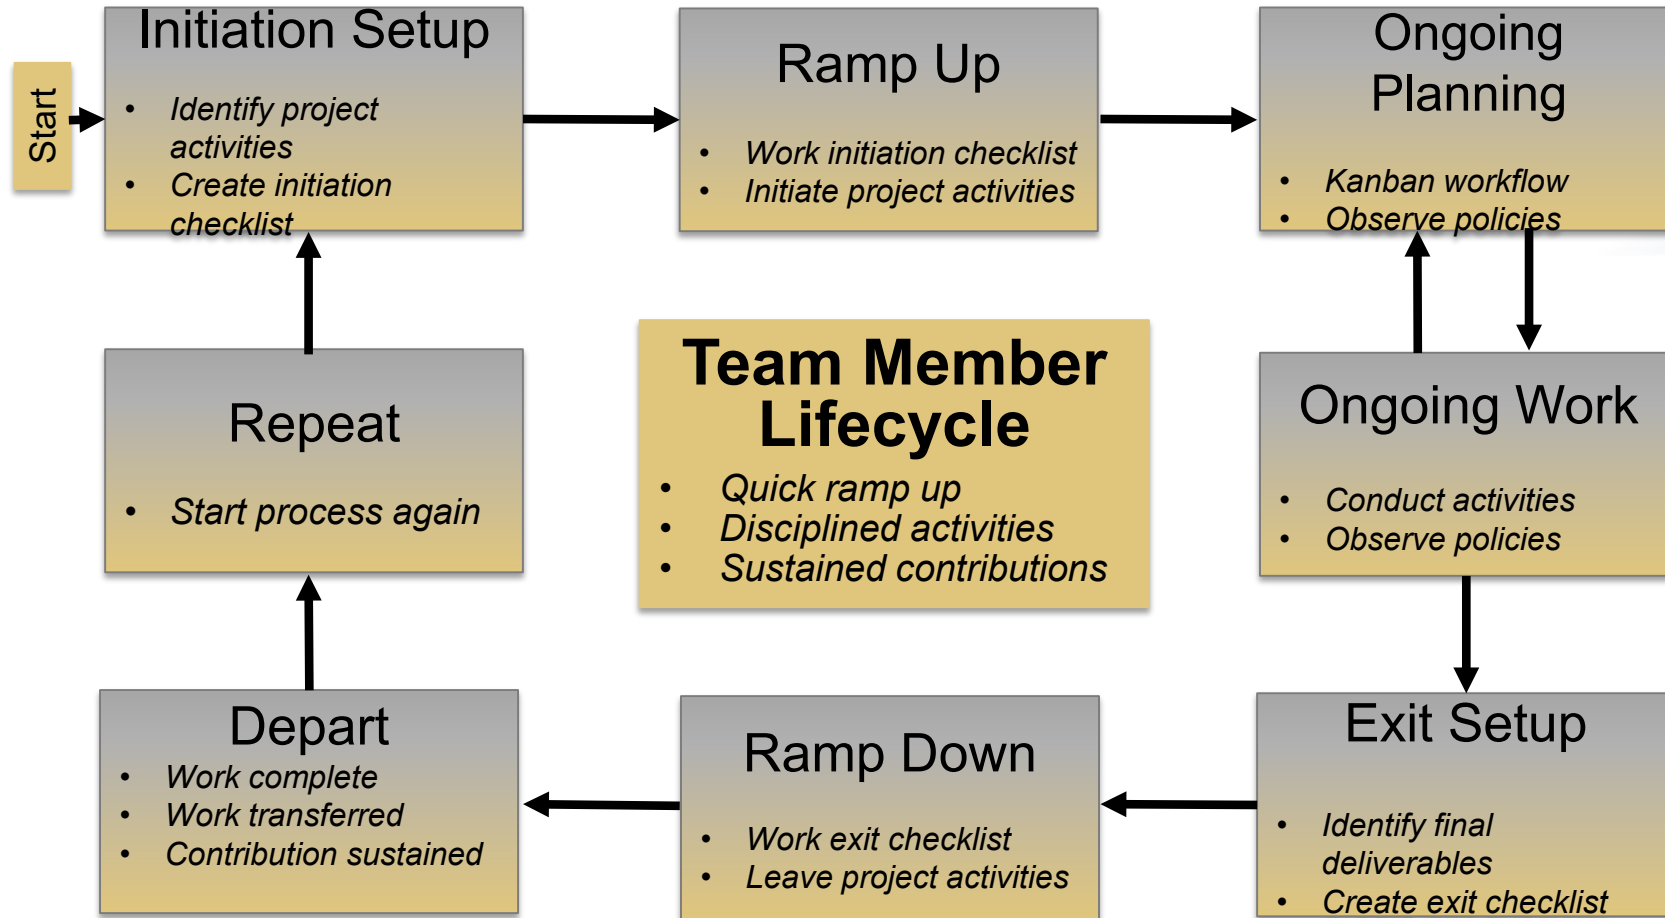 Start
Initiation Setup
• Identify project
activities
• Create initiation
checklist
Ramp Up
• Work initiation checklist
• Initiate project activities
Ongoing
Planning
• Kanban workflow
• Observe policies
Repeat
• Start process again
Team Member
Lifecycle
• Quick ramp up
• Disciplined activities
• Sustained contributions
Ongoing Work
• Conduct activities
• Observe policies
Depart
• Work complete
• Work transferred
• Contribution sustained
Ramp Down
• Work exit checklist
• Leave project activities
Exit Setup
• Identify final
deliverables
• Create exit checklist